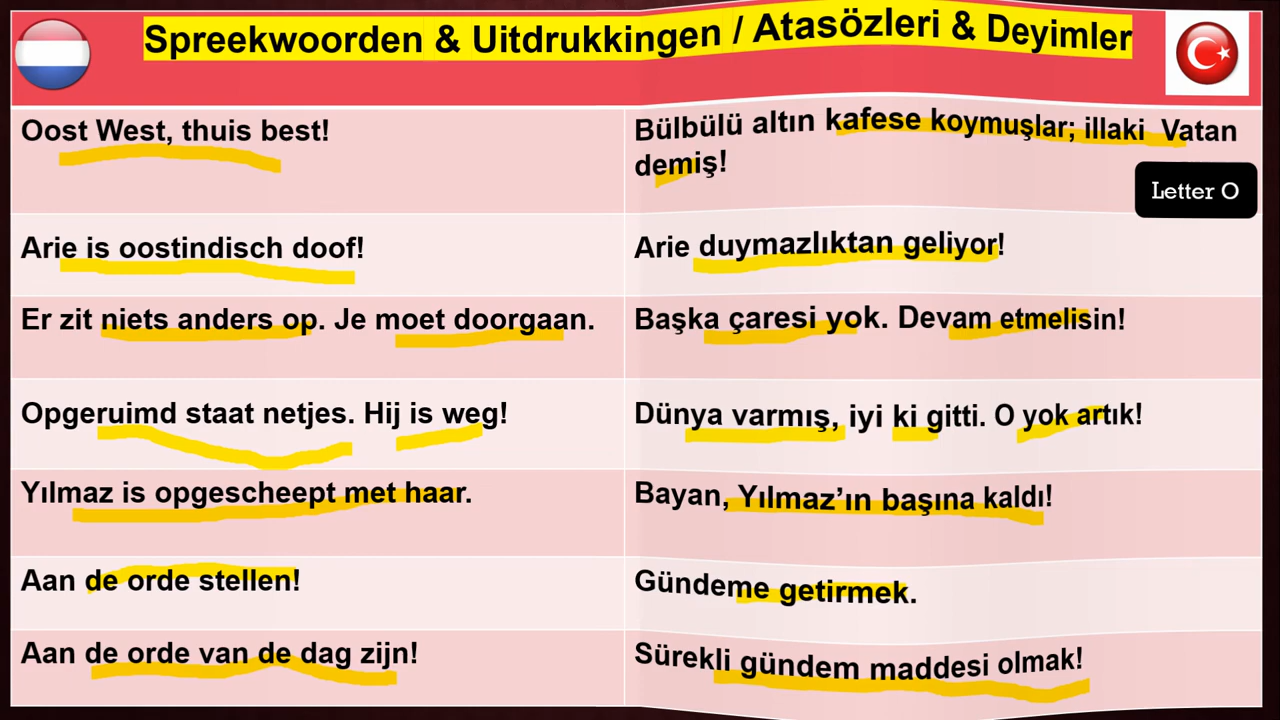 Spreekwoorden & Uitdrukkingen / Atasözleri & Deyimler
Oost West, thuis best!
Bülbülü altın kafese koymuşlar; illaki Vatan
demiş!
Letter O
Arie is oostindisch doof!
Arie duymazlıktan geliyor!
Er zit niets anders op. Je moet doorgaan.
Başka çaresi yok. Devam etmelisin!
Opgeruimd staat netjes. Hij is weg!
Dünya varmış, iyi ki gitti. O yok artık!
Yılmaz is opgescheept met haar.
Bayan, Yılmaz’ın başına kaldı!
Aan de orde stellen!
Gündeme getirmek.
Aan de orde van de dag zijn!
Sürekli gündem maddesi olmak!